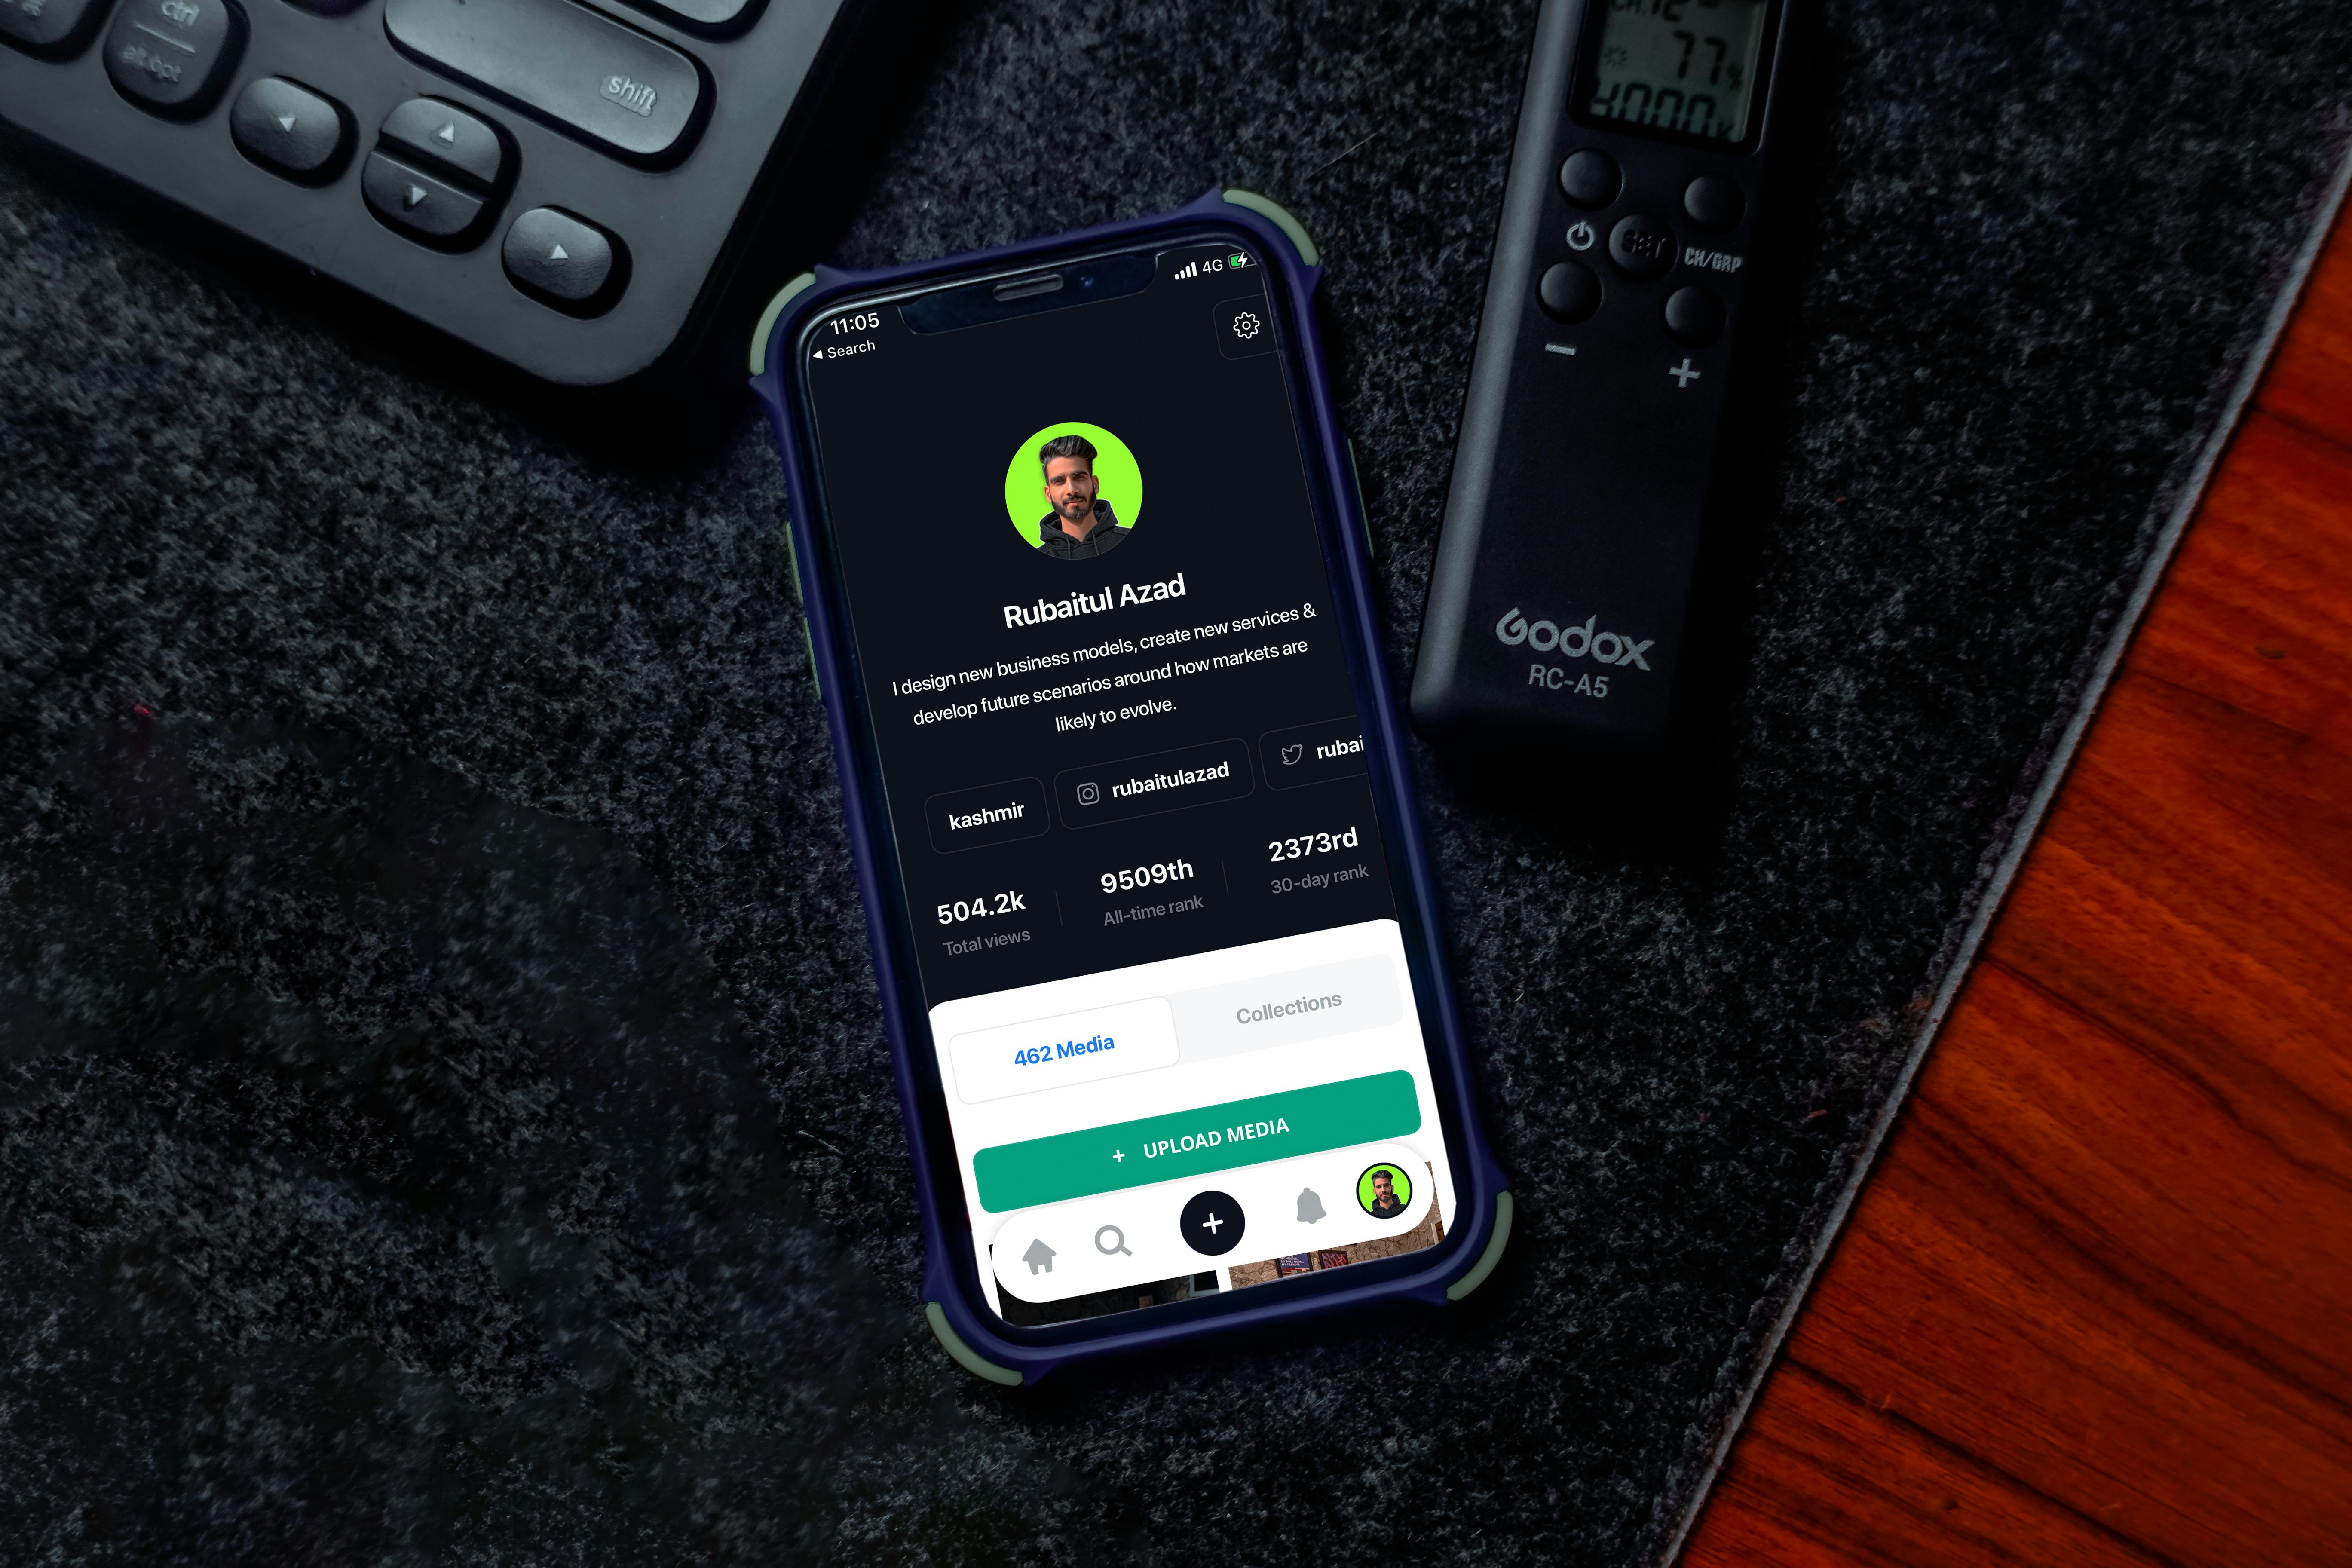 ctrl
alt opt
shift
77%
SET
CH/GRP
Godox
RC-A5
11:05
4G
Search
Rubaitul Azad
I design new business models, create new services &
develop future scenarios around how markets are
likely to evolve.
kashmir
rubaitulazad
rubai
504.2k
9509th
2373rd
Total views
All-time rank
30-day rank
462 Media
Collections
+ UPLOAD MEDIA